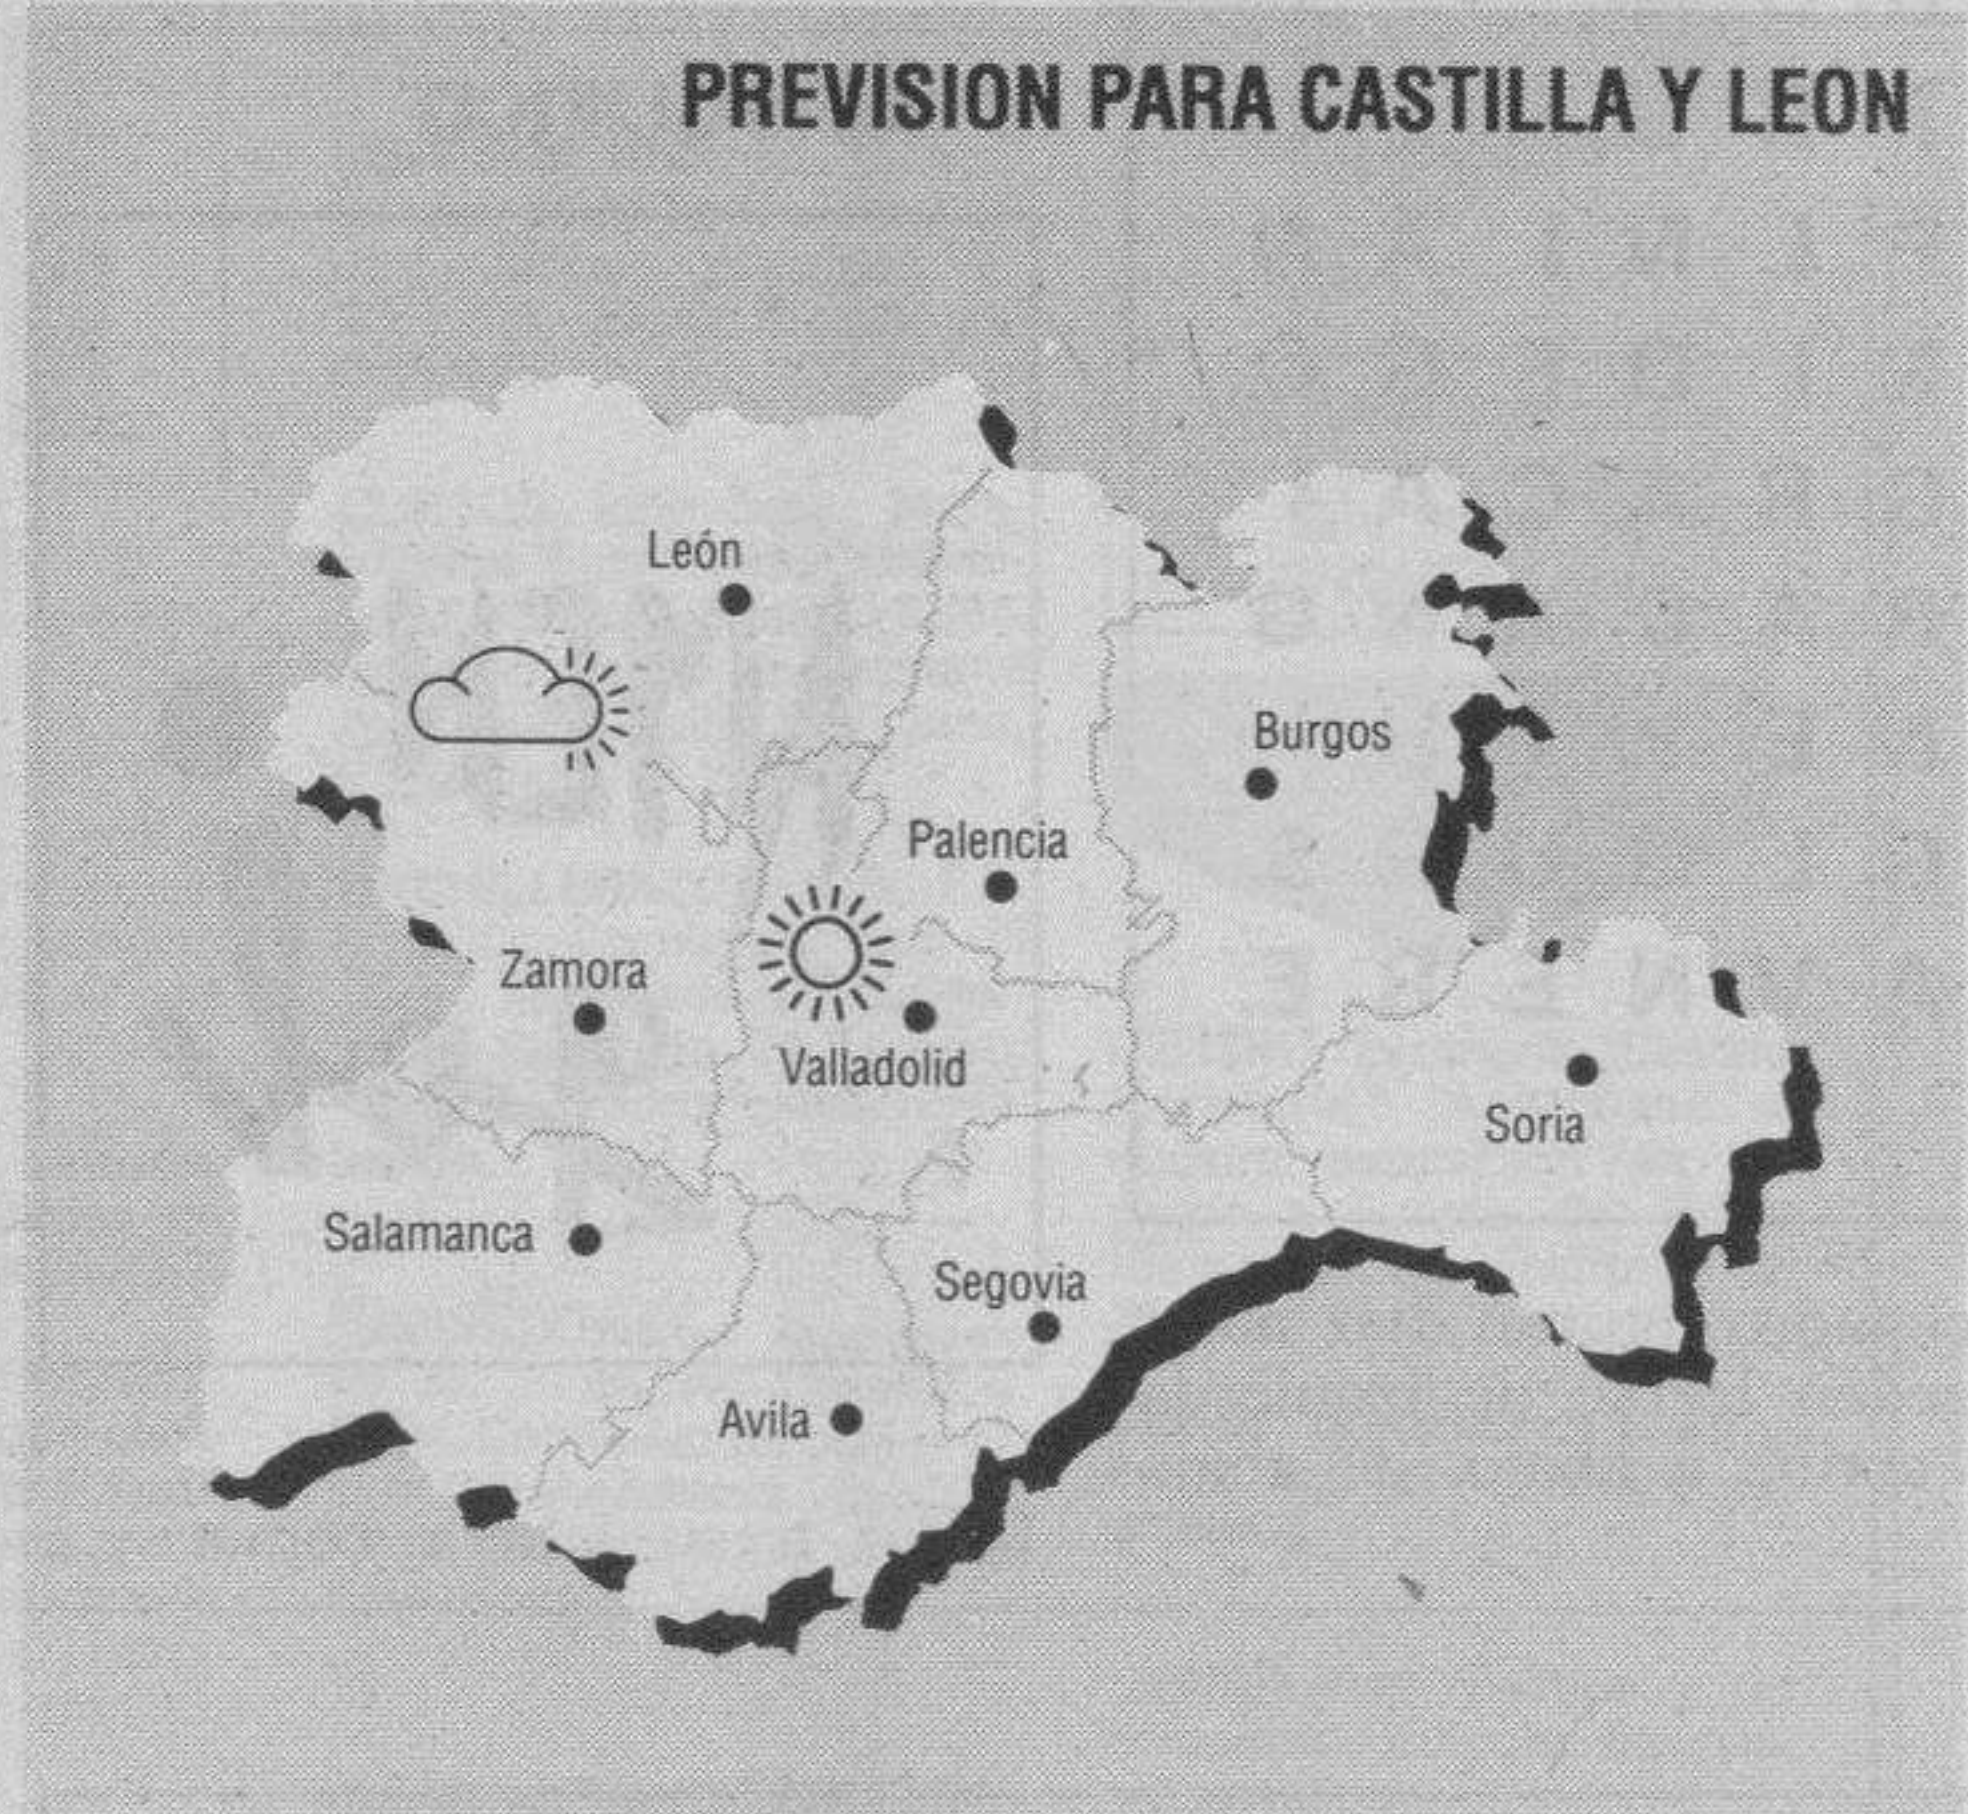 PREVISION PARA CASTILLA Y LEON
León
Burgos
Palencia
Zamora
Valladolid
Soria
Salamanca
Segovia
Avila